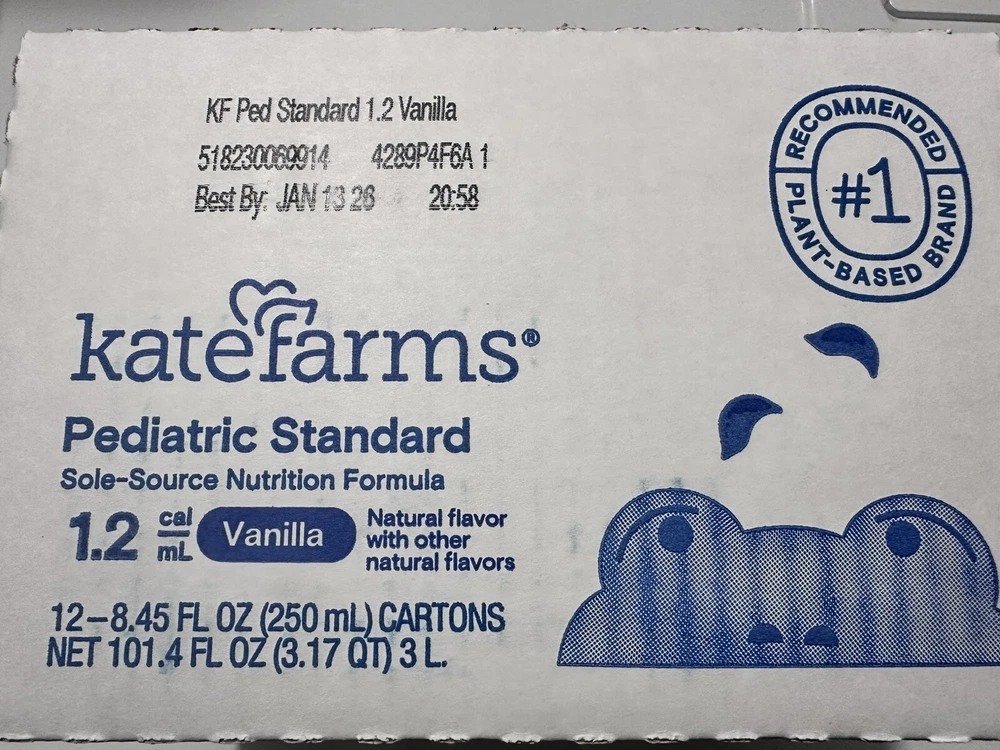 KF Ped Standard 1.2 Vanilla
518230069914 4289P4F6A 1
Best By: JAN 13 26 20:58
RECOMMENDED
#1
PLANT-BASED BRAND
katefarms®
Pediatric Standard
Sole-Source Nutrition Formula
1.2 cal/mL Vanilla
Natural flavor
with other
natural flavors
12–8.45 FL OZ (250 mL) CARTONS
NET 101.4 FL OZ (3.17 QT) 3 L.